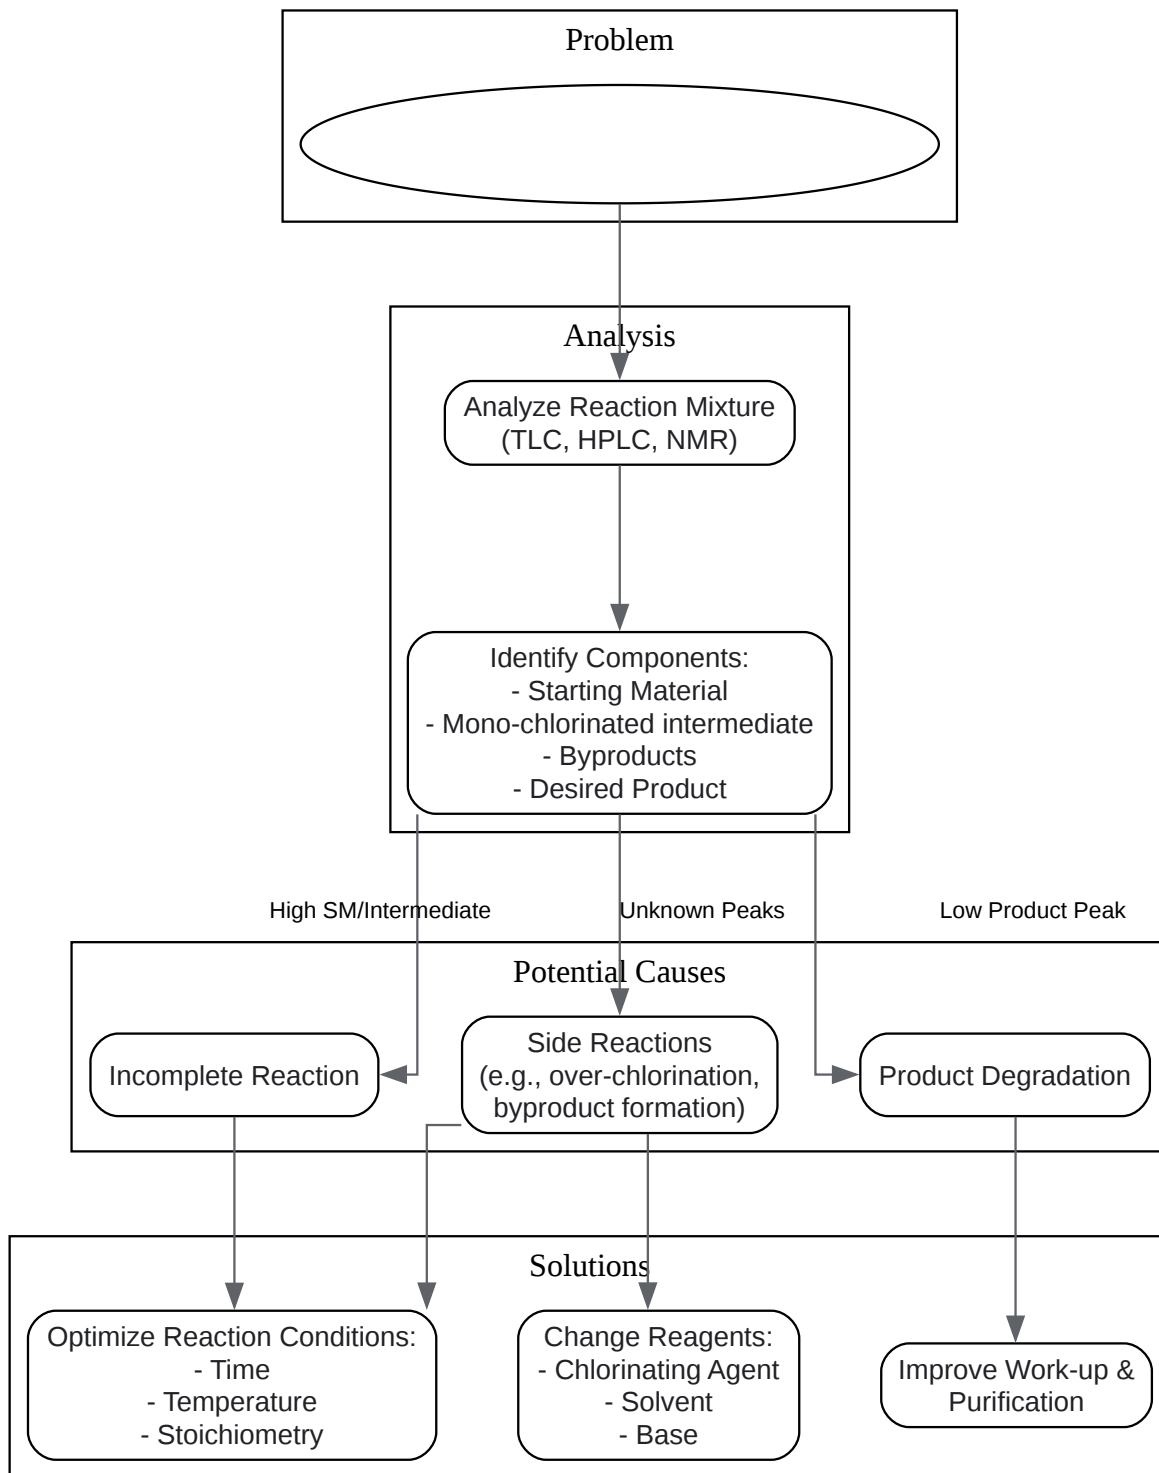 Problem
Analysis
Analyze Reaction Mixture
(TLC, HPLC, NMR)
Identify Components:
- Starting Material
- Mono-chlorinated intermediate
- Byproducts
- Desired Product
High SM/Intermediate
Unknown Peaks
Low Product Peak
Potential Causes
Incomplete Reaction
Side Reactions
(e.g., over-chlorination,
byproduct formation)
Product Degradation
Solutions
Optimize Reaction Conditions:
- Time
- Temperature
- Stoichiometry
Change Reagents:
- Chlorinating Agent
- Solvent
- Base
Improve Work-up &
Purification